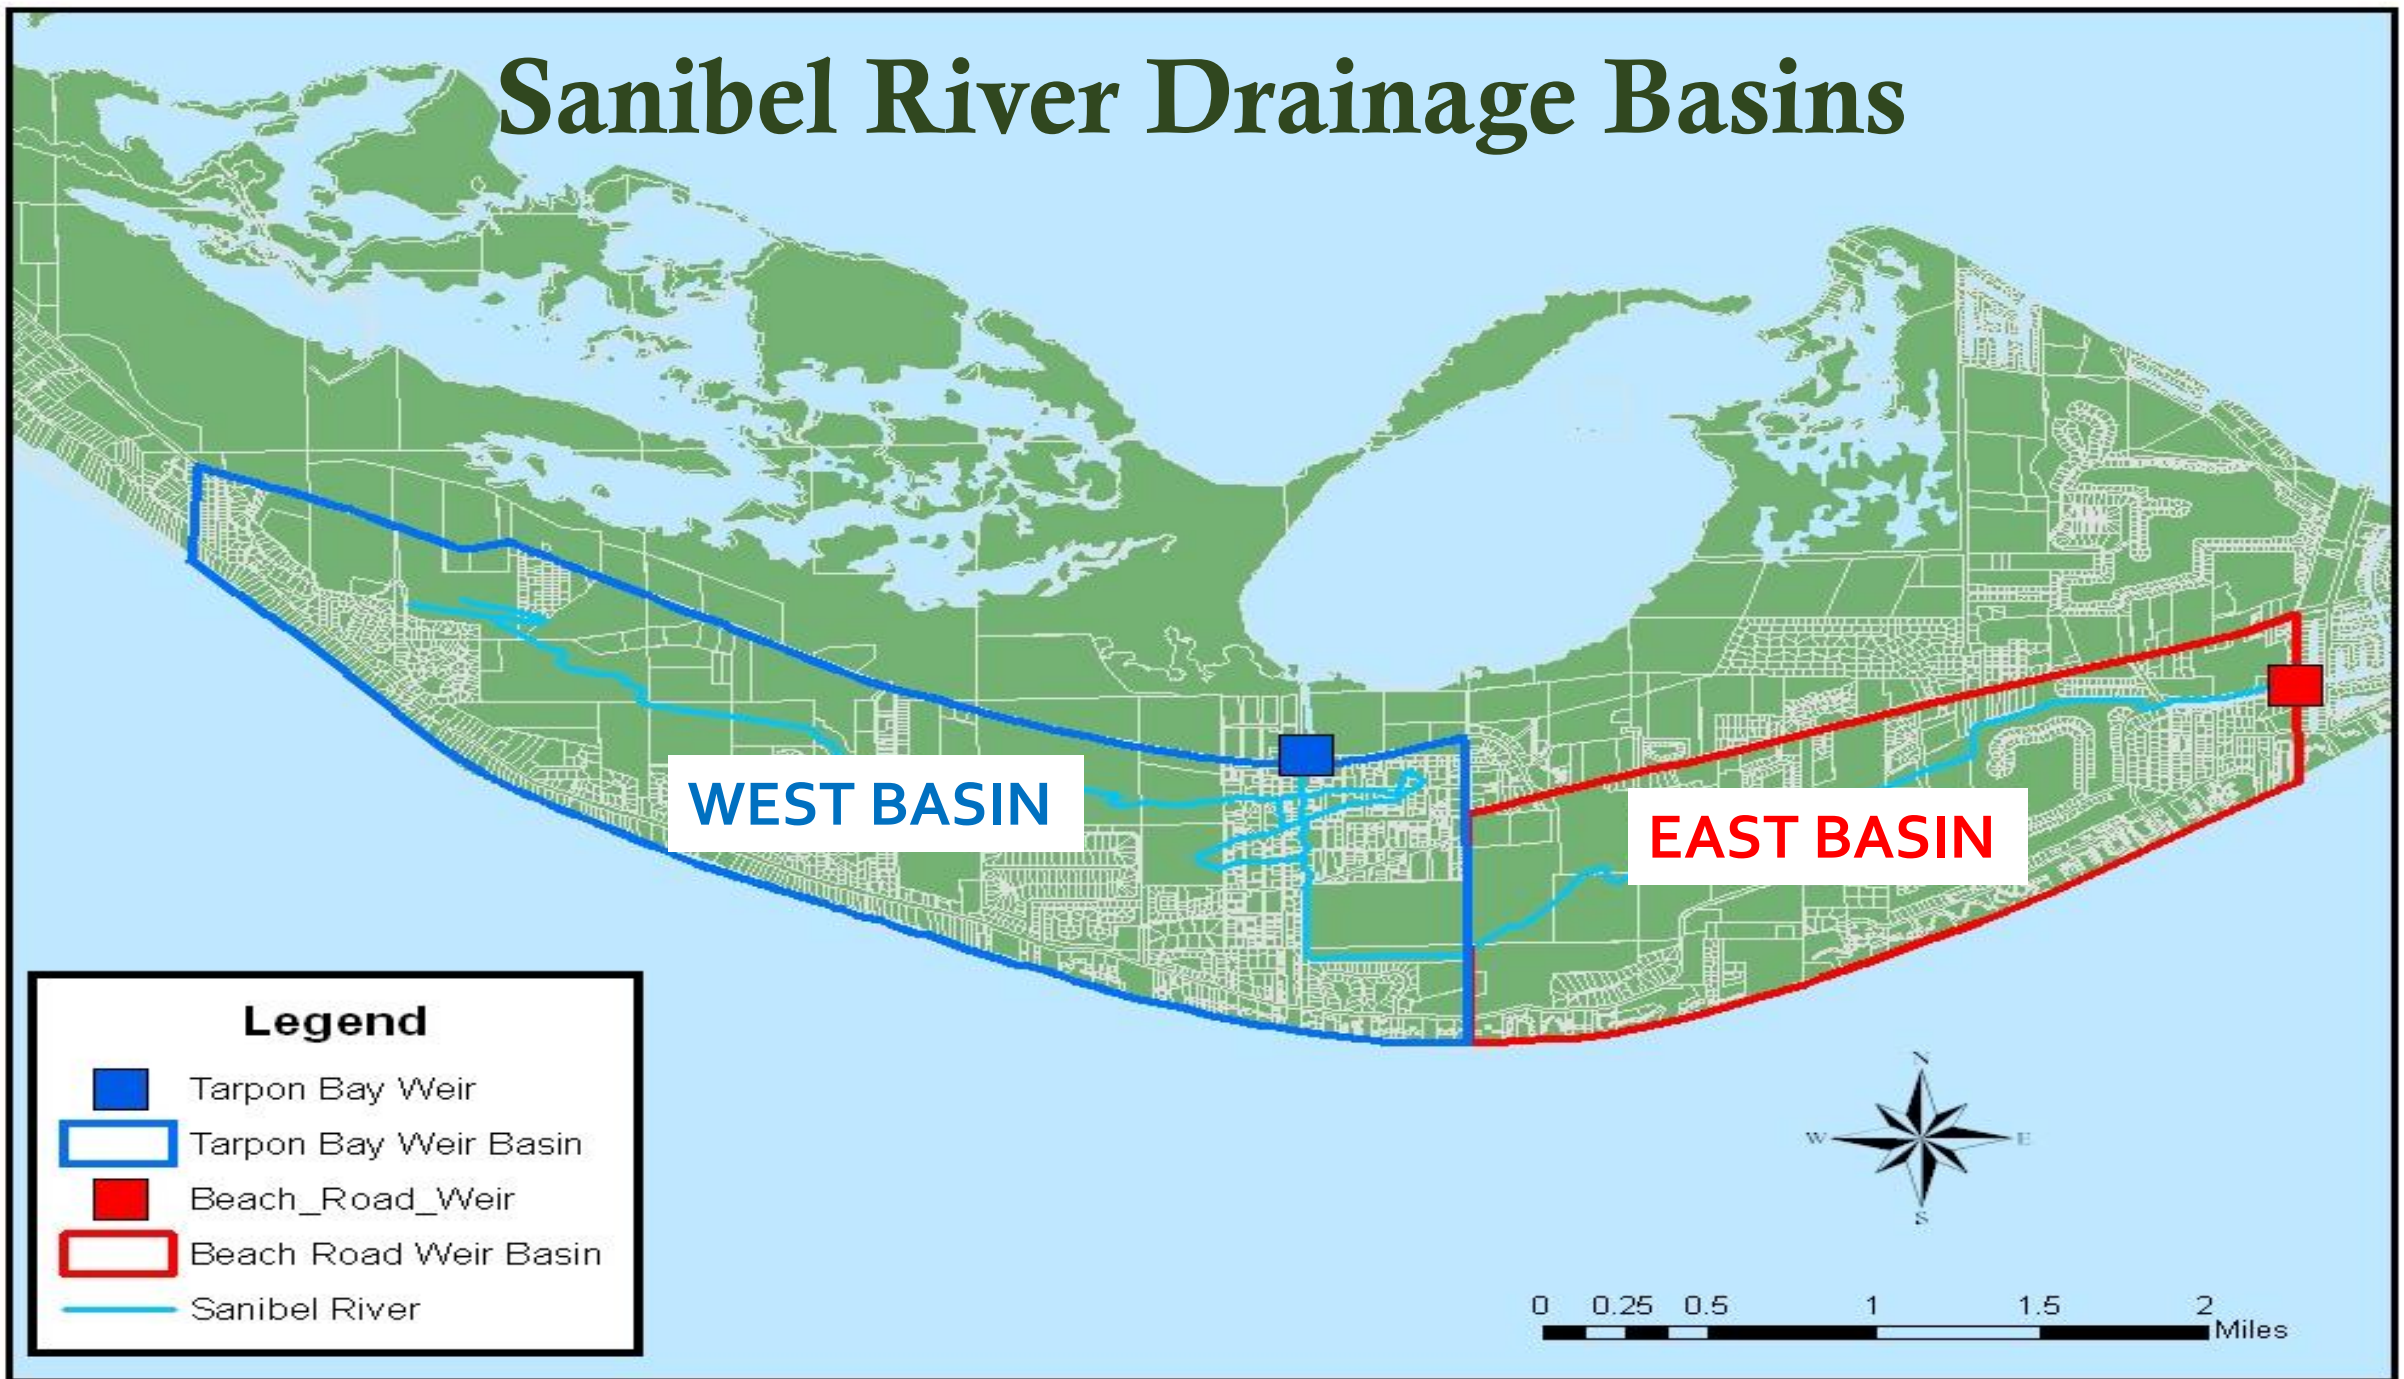 Sanibel River Drainage Basins
WEST BASIN
EAST BASIN
Legend
Tarpon Bay Weir
Tarpon Bay Weir Basin
Beach_Road_Weir
Beach Road Weir Basin
Sanibel River
N
W E
S
0 0.25 0.5 1 1.5 2
Miles